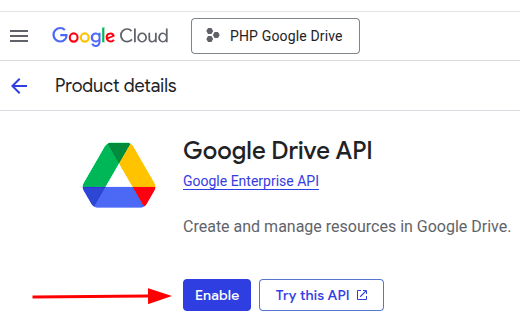 Google Cloud PHP Google Drive
Product details
Google Drive API
Google Enterprise API
Create and manage resources in Google Drive.
Enable Try this API